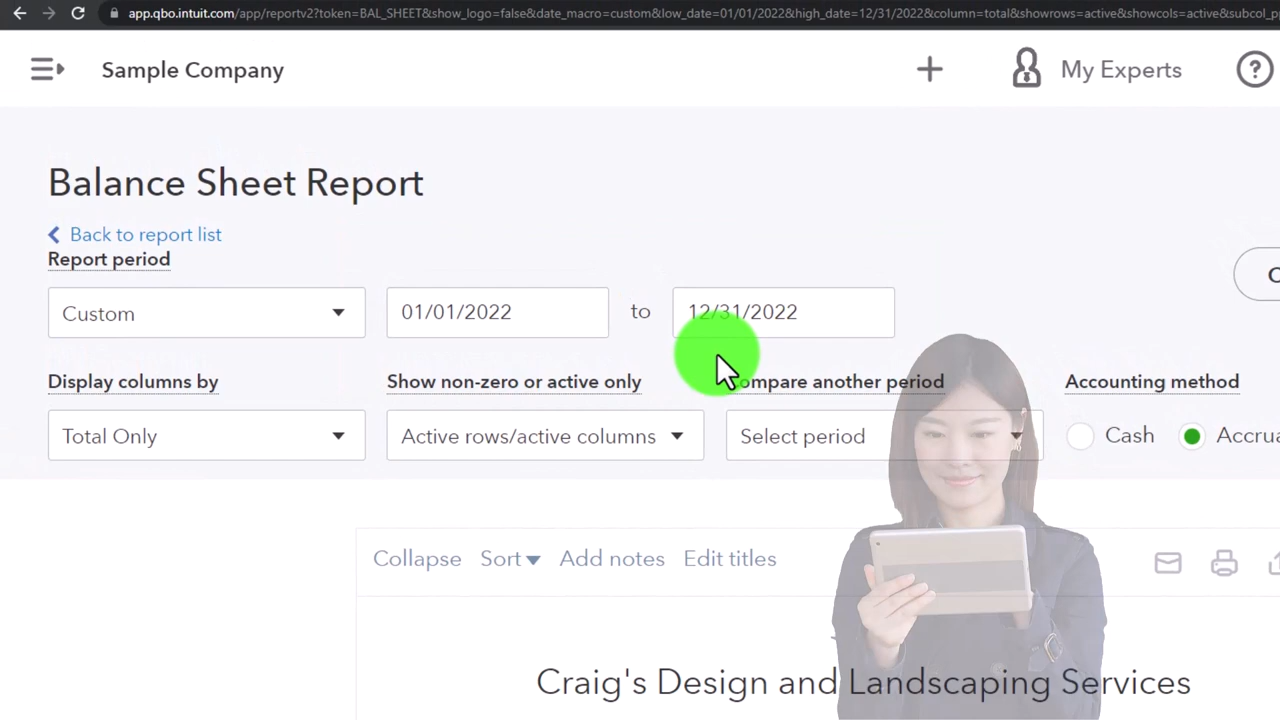 app.qbo.intuit.com/app/reportv2?token=BAL_SHEET&show_logo=false&date_macro=custom&low_date=01/01/2022&high_date=12/31/2022&column=total&showrows=active&showcols=active&subcol_p
Sample Company
My Experts
?
Balance Sheet Report
Back to report list
Report period
Custom 01/01/2022 to 12/31/2022
Display columns by Show non-zero or active only Compare another period Accounting method
Total Only Active rows/active columns Select period Cash Accrua
Collapse Sort Add notes Edit titles
Craig's Design and Landscaping Services